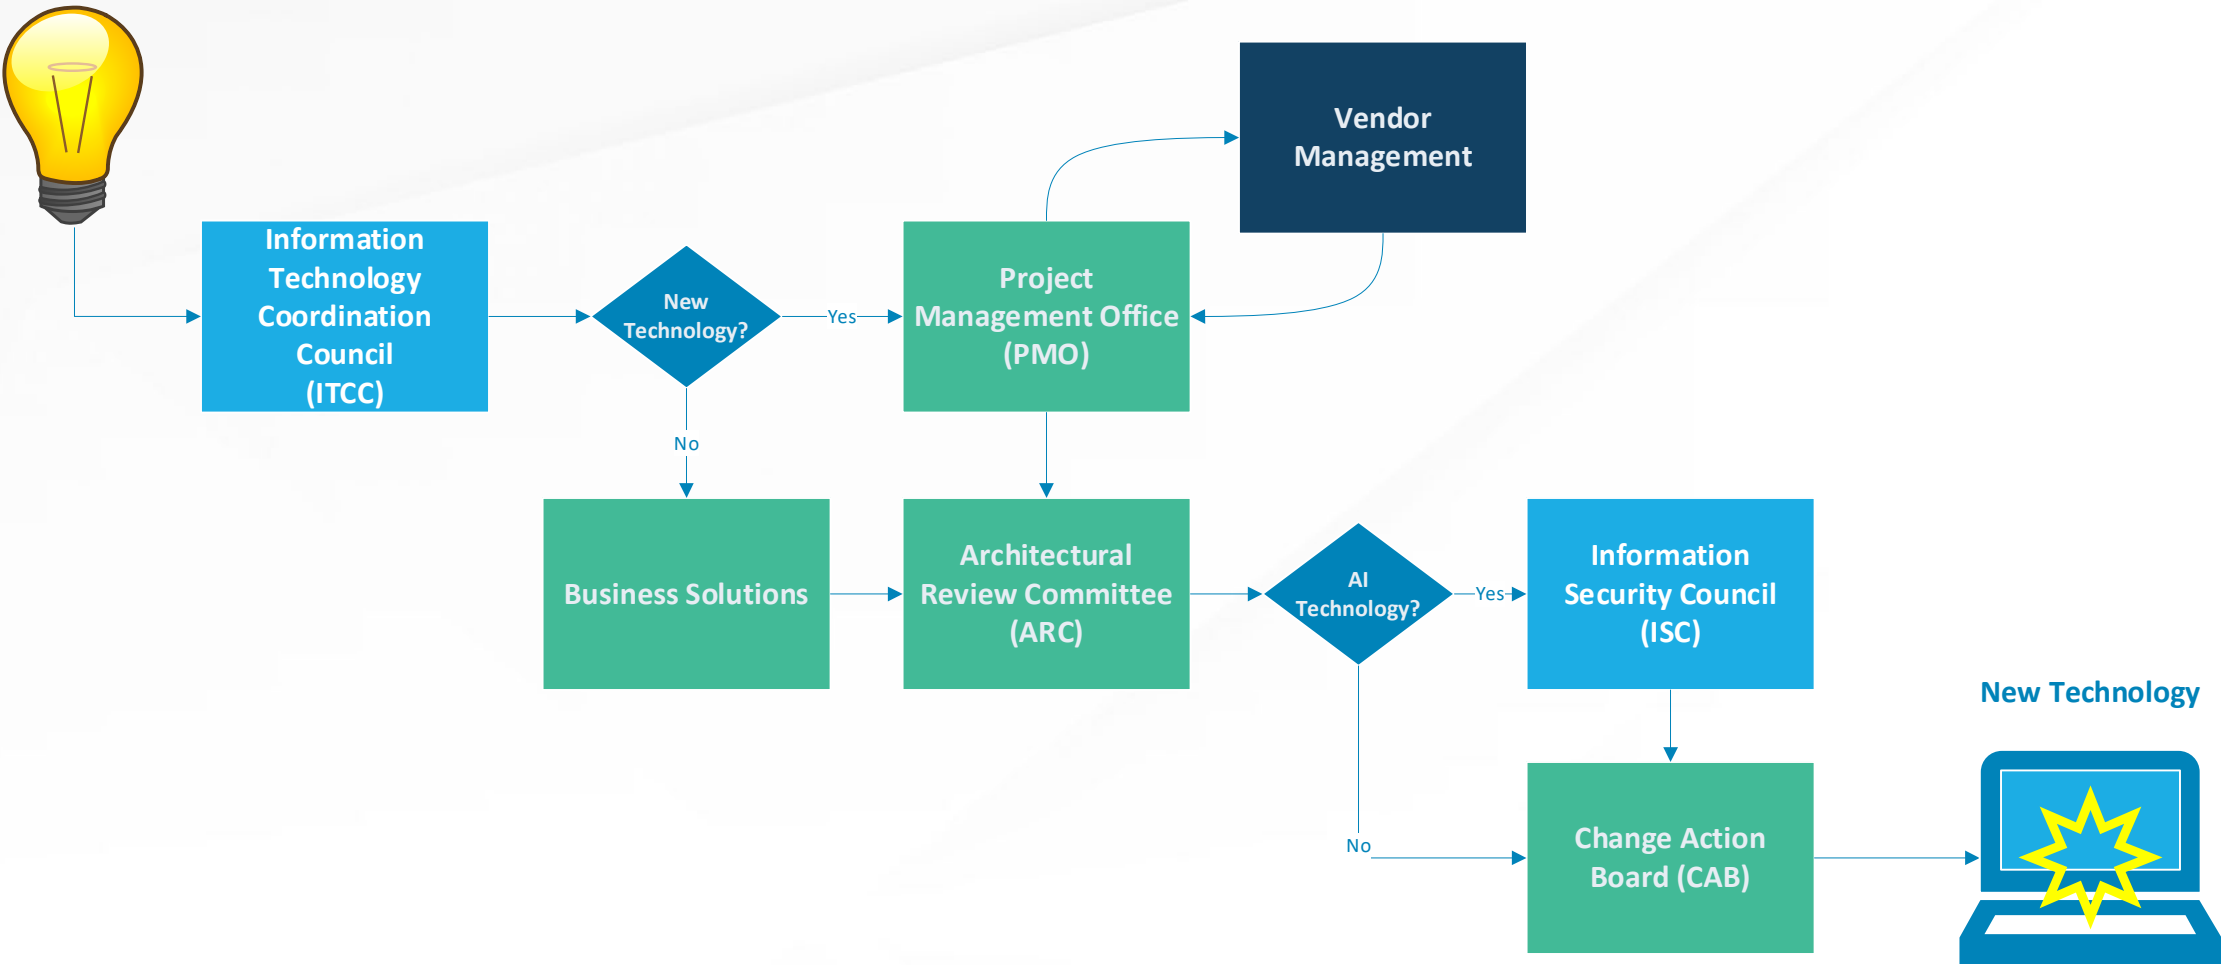 Vendor
Management
Information
Technology
Coordination
Council
(ITCC)
New
Technology?
Yes
Project
Management Office
(PMO)
No
Business Solutions
Architectural
Review Committee
(ARC)
AI
Technology?
Yes
Information
Security Council
(ISC)
No
Change Action
Board (CAB)
New Technology